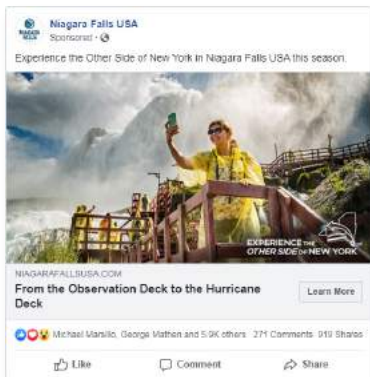 Niagara Falls USA
Sponsored ·
Experience the Other Side of New York in Niagara Falls USA this season.
EXPERIENCE THE
OTHER SIDE OF NEW YORK
NIAGARAFALLSUSA.COM
From the Observation Deck to the Hurricane
Deck
Learn More
George Mathen and 5.9K others 271 Comments 919 Shares
Like Comment Share